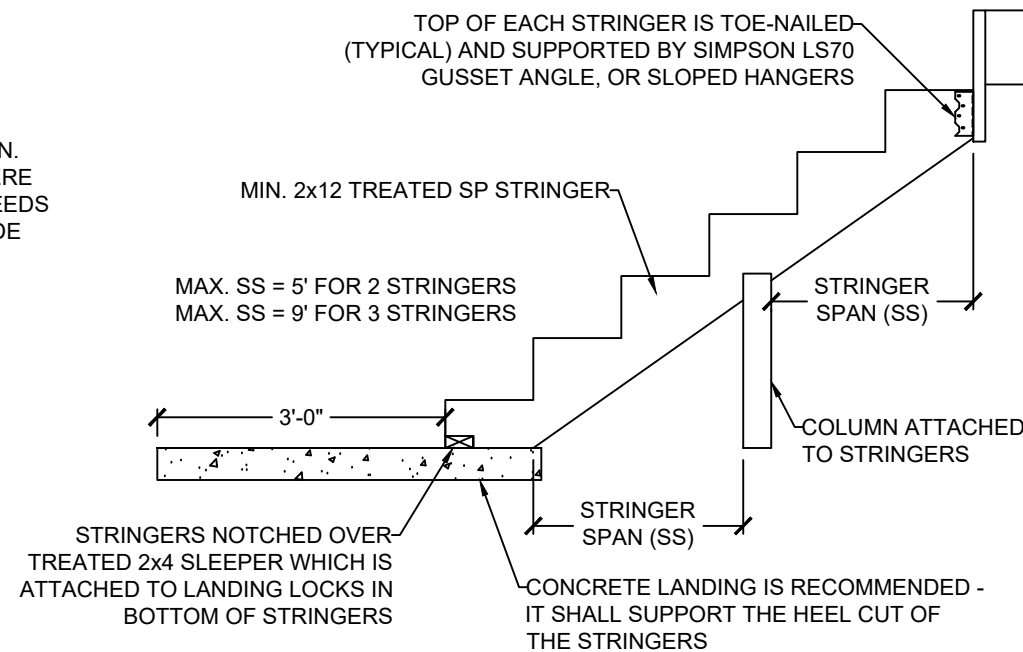 TOP OF EACH STRINGER IS TOE-NAILED
(TYPICAL) AND SUPPORTED BY SIMPSON LS70
GUSSET ANGLE, OR SLOPED HANGERS
N.
ERE
EEDS
DE
MIN. 2x12 TREATED SP STRINGER
MAX. SS = 5' FOR 2 STRINGERS
MAX. SS = 9' FOR 3 STRINGERS
STRINGER
SPAN (SS)
3'-0"
COLUMN ATTACHED
TO STRINGERS
STRINGER
SPAN (SS)
STRINGERS NOTCHED OVER
TREATED 2x4 SLEEPER WHICH IS
ATTACHED TO LANDING LOCKS IN
BOTTOM OF STRINGERS
CONCRETE LANDING IS RECOMMENDED -
IT SHALL SUPPORT THE HEEL CUT OF
THE STRINGERS